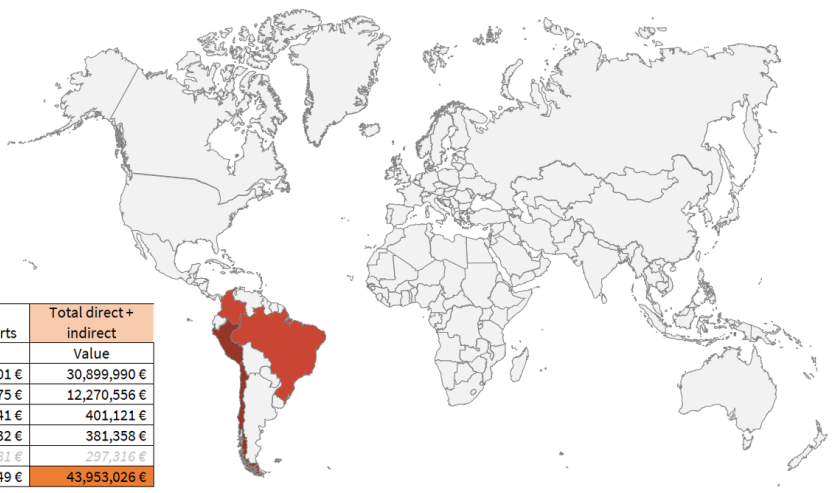 Total direct +
rts indirect
Value
01 € 30,899,990 €
75 € 12,270,556 €
41 € 401,121 €
32 € 381,358 €
31 € 297,316 €
49 € 43,953,026 €